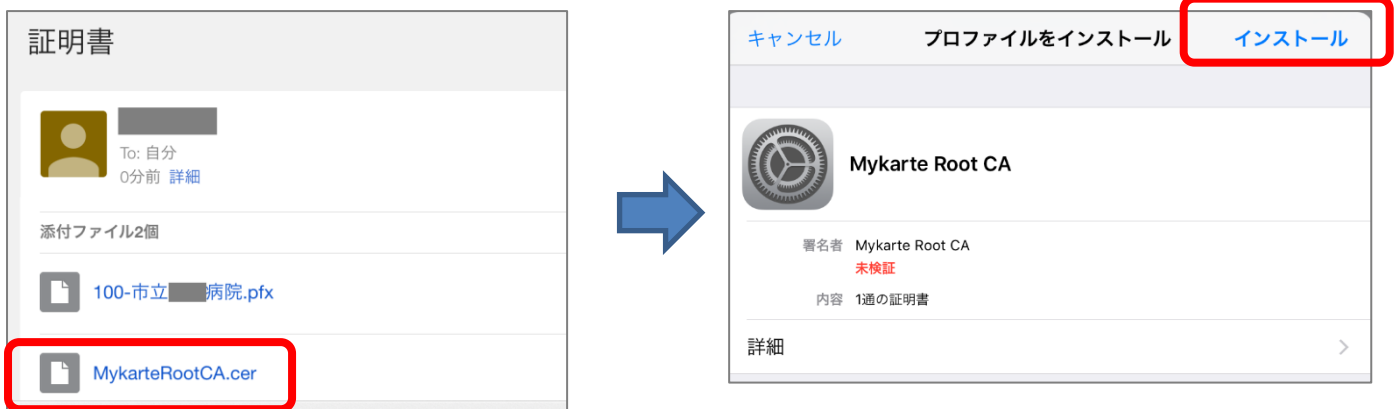 証明書
To: 自分
0分前 詳細
添付ファイル2個
100-市立 病院.pfx
MykarteRootCA.cer
キャンセル プロファイルをインストール インストール
Mykarte Root CA
署名者 Mykarte Root CA
未検証
内容 1通の証明書
詳細